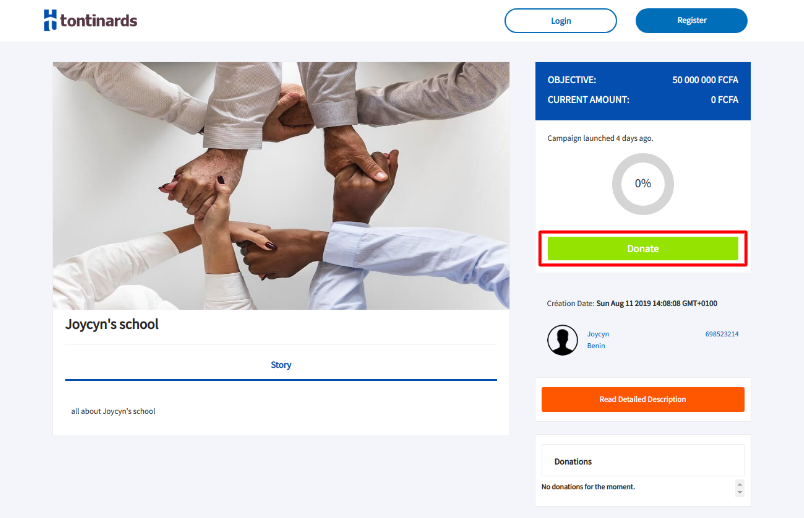 tontinards
Login
Register
OBJECTIVE: 50 000 000 FCFA
CURRENT AMOUNT: 0 FCFA
Campaign launched 4 days ago.
0%
Donate
Joycyn's school
Story
all about Joycyn's school
Création Date: Sun Aug 11 2019 14:08:08 GMT+0100
Joycyn 698523214
Benin
Read Detailed Description
Donations
No donations for the moment.